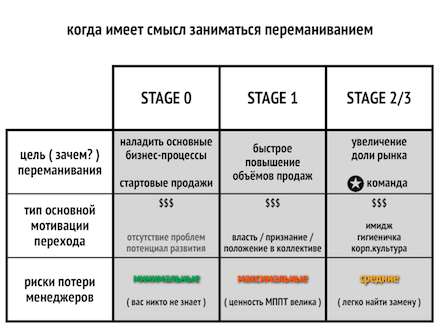 когда имеет смысл заниматься переманиванием
STAGE 0
STAGE 1
STAGE 2/3
цель ( зачем? )
переманивания
наладить основные
бизнес-процессы
стартовые продажи
быстрое
повышение
объёмов продаж
увеличение
доли рынка
команда
тип основной
мотивации
перехода
$$$
отсутствие проблем
потенциал развития
$$$
власть / признание /
положение в коллективе
$$$
имидж
гигиеничка
корп.культура
риски потери
менеджеров
минимальные
( вас никто не знает )
максимальные
( ценность МППТ велика )
средние
( легко найти замену )